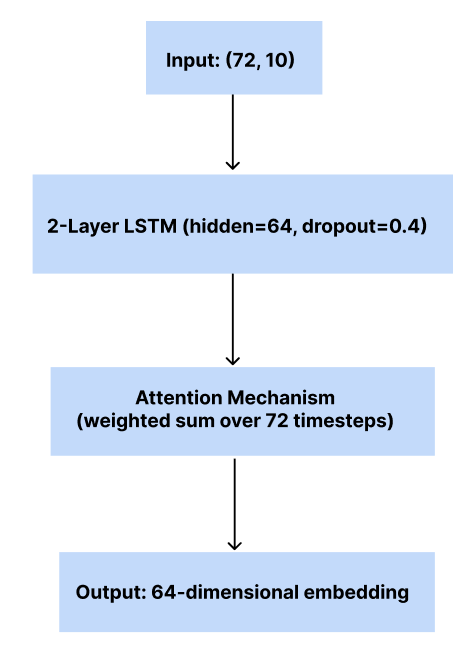 Input: (72, 10)
2-Layer LSTM (hidden=64, dropout=0.4)
Attention Mechanism
(weighted sum over 72 timesteps)
Output: 64-dimensional embedding